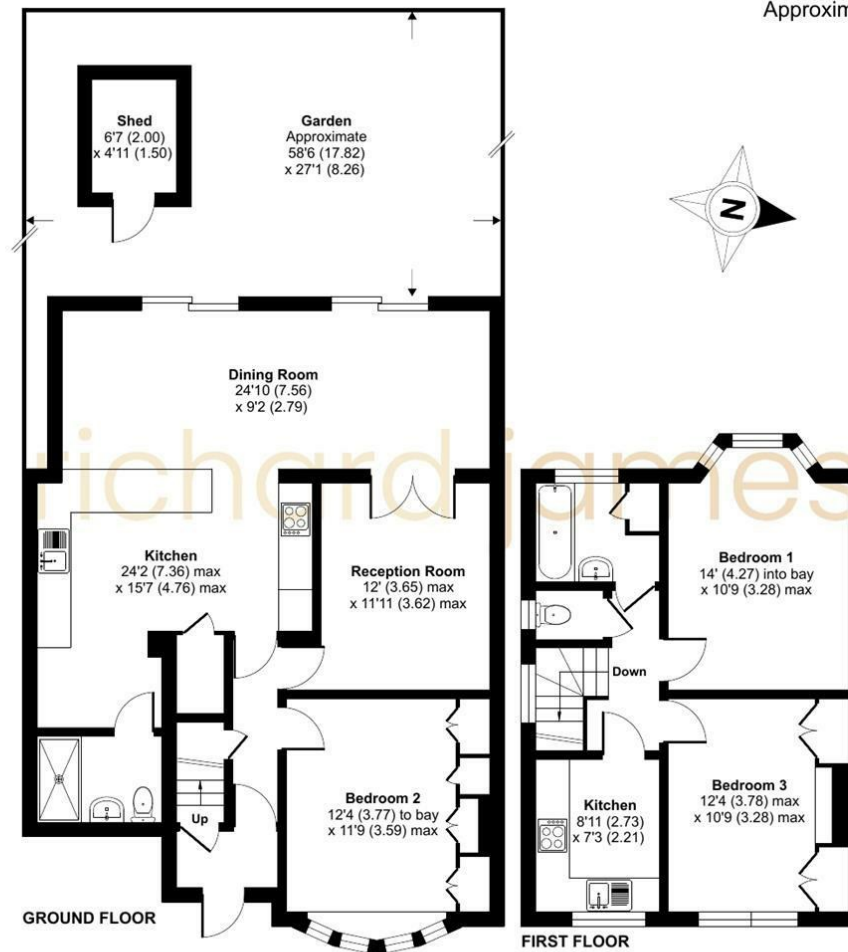 Approxim
Shed
6'7 (2.00)
x 4'11 (1.50)
Garden
Approximate
58'6 (17.82)
x 27'1 (8.26)
N
Dining Room
24'10 (7.56)
x 9'2 (2.79)
richard james
Kitchen
24'2 (7.36) max
x 15'7 (4.76) max
Reception Room
12' (3.65) max
x 11'11 (3.62) max
Bedroom 1
14' (4.27) into bay
x 10'9 (3.28) max
Down
Bedroom 2
12'4 (3.77) to bay
x 11'9 (3.59) max
Up
Kitchen
8'11 (2.73)
x 7'3 (2.21)
Bedroom 3
12'4 (3.78) max
x 10'9 (3.28) max
GROUND FLOOR
FIRST FLOOR